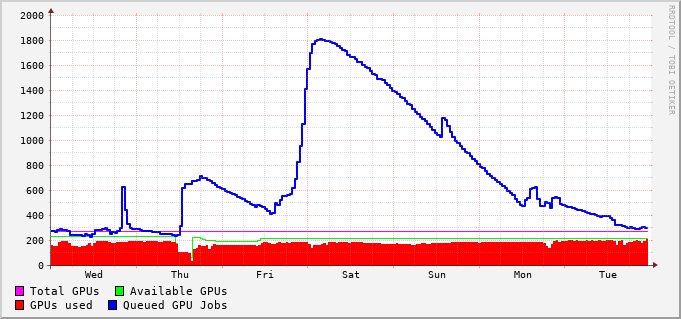 2000
1800
1600
1400
1200
1000
800
600
400
200
0
Wed Thu Fri Sat Sun Mon Tue
Total GPUs Available GPUs
GPUs used Queued GPU Jobs
RRDTOOL / TOBI OETIKER